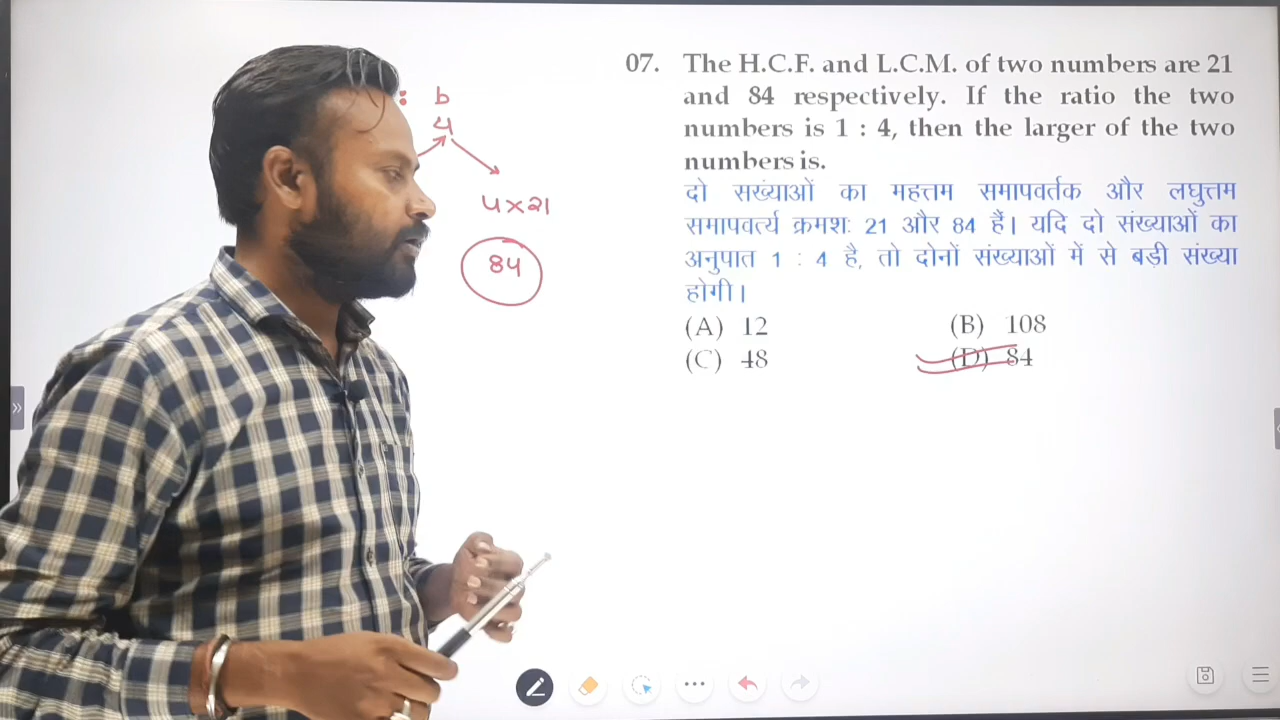 : b
4
4×21
84
07. The H.C.F. and L.C.M. of two numbers are 21
and 84 respectively. If the ratio the two
numbers is 1 : 4, then the larger of the two
numbers is.
दो सख्ंयाओं का महत्तम समापवर्तक और लघुत्तम
समापवर्त्य क्रमशः 21 और 84 हैं। यदि दो संख्याओं का
अनुपात 1 : 4 है, तो दोनों संख्याओं में से बड़ी संख्या
होगी।
(A) 12 (B) 108
(C) 48 (D) 84